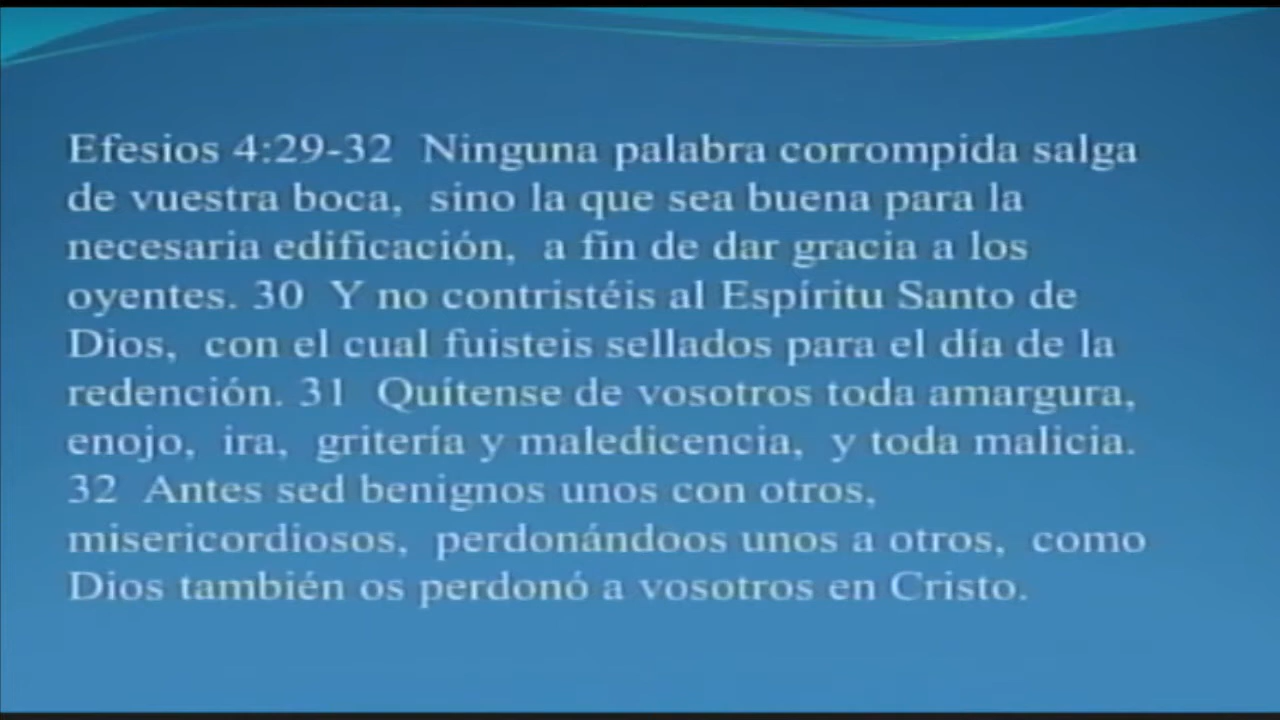 Efesios 4:29-32 Ninguna palabra corrompida salga
de vuestra boca, sino la que sea buena para la
necesaria edificación, a fin de dar gracia a los
oyentes. 30 Y no contristéis al Espíritu Santo de
Dios, con el cual fuisteis sellados para el día de la
redención. 31 Quítense de vosotros toda amargura,
enojo, ira, gritería y maledicencia, y toda malicia.
32 Antes sed benignos unos con otros,
misericordiosos, perdonándoos unos a otros, como
Dios también os perdonó a vosotros en Cristo.